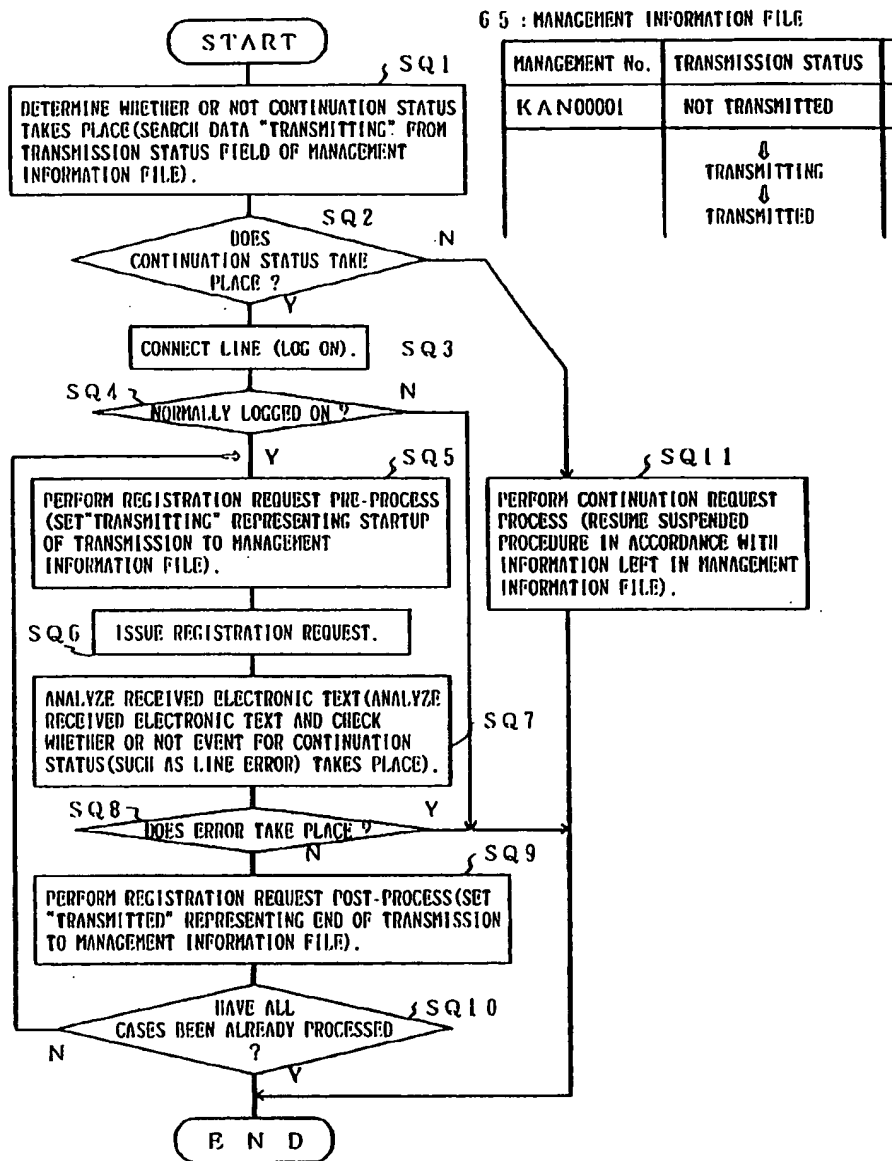 START
SQ1
DETERMINE WHETHER OR NOT CONTINUATION STATUS
TAKES PLACE(SEARCH DATA "TRANSMITTING" FROM
TRANSMISSION STATUS FIELD OF MANAGEMENT
INFORMATION FILE).
65 : MANAGEMENT INFORMATION FILE
MANAGEMENT No. TRANSMISSION STATUS
KAN00001 NOT TRANSMITTED
⇩
TRANSMITTING
⇩
TRANSMITTED
SQ2
DOES
CONTINUATION STATUS TAKE
PLACE ?
N
Y
CONNECT LINE (LOG ON).
SQ3
SQ4
NORMALLY LOGGED ON ?
N
Y
SQ5
PERFORM REGISTRATION REQUEST PRE-PROCESS
(SET"TRANSMITTING" REPRESENTING STARTUP
OF TRANSMISSION TO MANAGEMENT
INFORMATION FILE).
SQ11
PERFORM CONTINUATION REQUEST
PROCESS (RESUME SUSPENDED
PROCEDURE IN ACCORDANCE WITH
INFORMATION LEFT IN MANAGEMENT
INFORMATION FILE).
SQ6
ISSUE REGISTRATION REQUEST.
ANALYZE RECEIVED ELECTRONIC TEXT(ANALYZE
RECEIVED ELECTRONIC TEXT AND CHECK
WHETHER OR NOT EVENT FOR CONTINUATION
STATUS(SUCH AS LINE ERROR) TAKES PLACE).
SQ7
SQ8
DOES ERROR TAKE PLACE ?
Y
N
SQ9
PERFORM REGISTRATION REQUEST POST-PROCESS(SET
"TRANSMITTED" REPRESENTING END OF TRANSMISSION
TO MANAGEMENT INFORMATION FILE).
HAVE ALL
CASES BEEN ALREADY PROCESSED
?
SQ10
N
Y
END